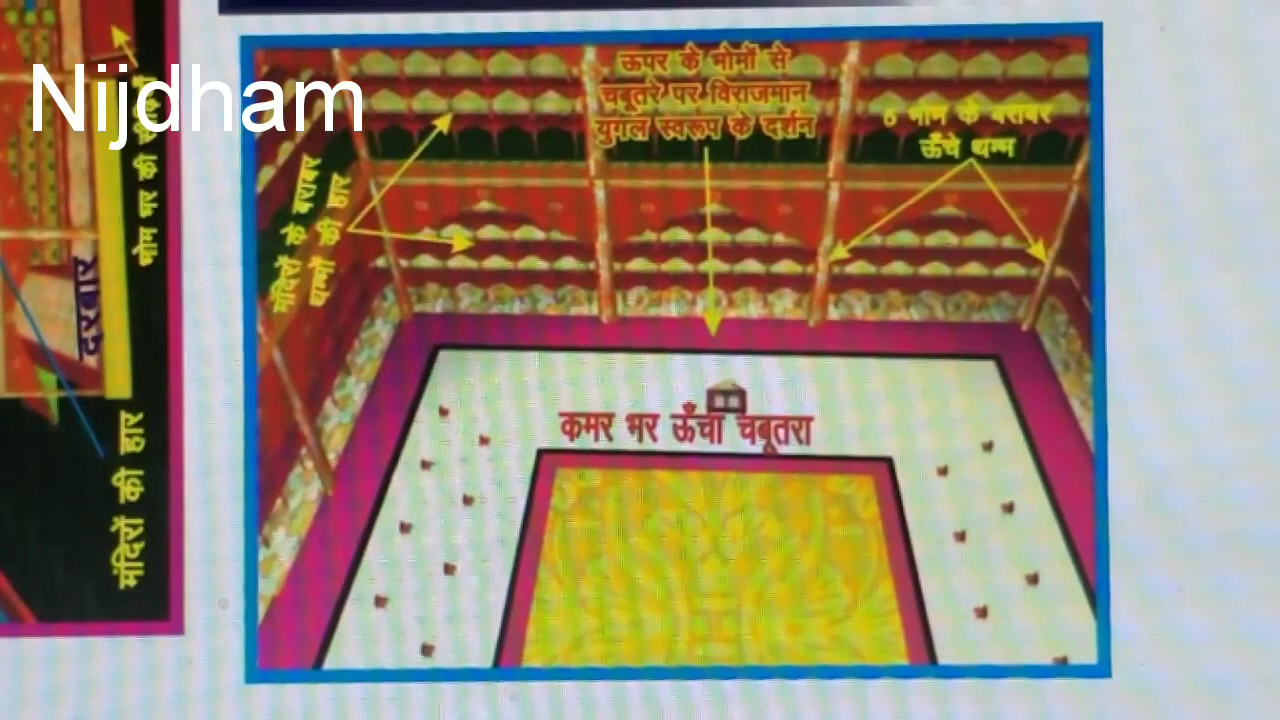 Nijdham
भोम भर की
दरबार
मंदिरों की हार
ऊपर के भोमों से
चबूतरे पर विराजमान
युगल स्वरूप के दर्शन
भोम के बराबर
ऊँचे थम्भ
मंदिरों के बराबर
थम्भों की हार
कमर भर ऊँचा चबूतरा